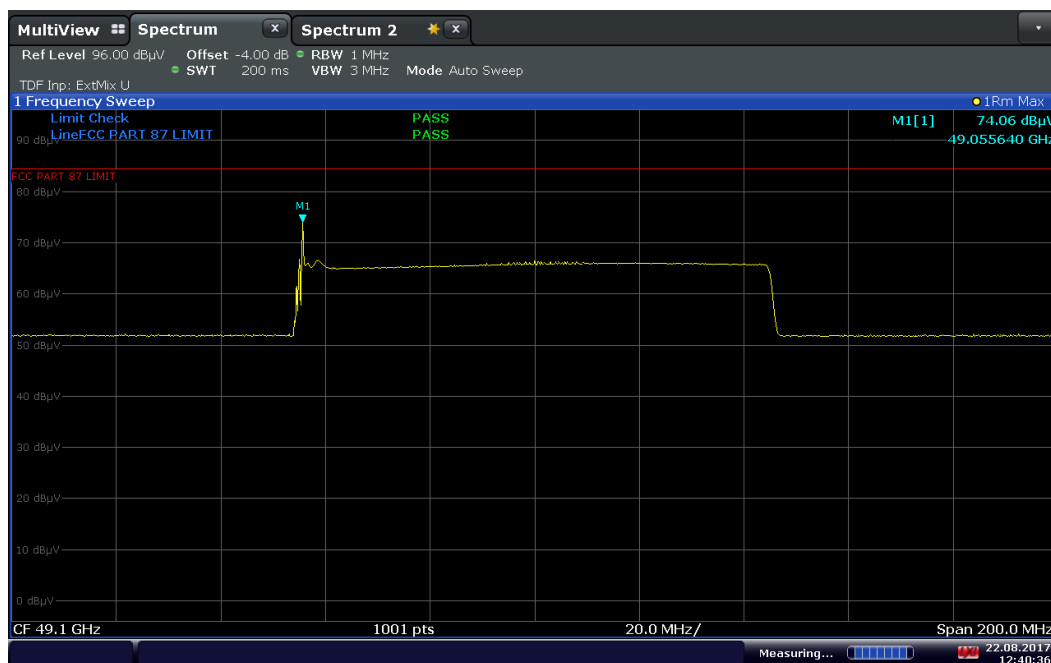 MultiView Spectrum X Spectrum 2 X
Ref Level 96.00 dBµV Offset -4.00 dB RBW 1 MHz
SWT 200 ms VBW 3 MHz Mode Auto Sweep
TDF Inp: ExtMix U
1 Frequency Sweep 1Rm Max
Limit Check PASS M1[1] 74.06 dBµV
90 dBµV LineFCC PART 87 LIMIT PASS 49.055640 GHz
FCC PART 87 LIMIT
80 dBµV
M1
70 dBµV
60 dBµV
50 dBµV
40 dBµV
30 dBµV
20 dBµV
10 dBµV
0 dBµV
CF 49.1 GHz 1001 pts 20.0 MHz/ Span 200.0 MHz
Measuring... 22.08.2017
12:40:36